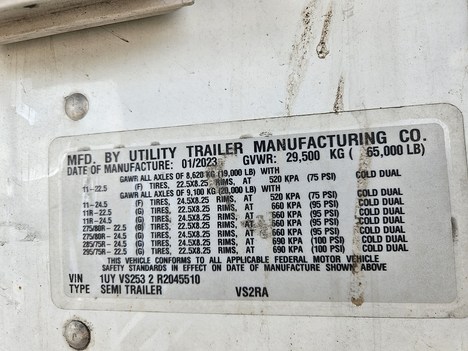 MFD. BY UTILITY TRAILER MANUFACTURING CO.
DATE OF MANUFACTURE: 01/2023 GVWR: 29,500 KG ( 65,000 LB)
GAWR ALL AXLES OF 8,620 KG (19,000 LB) WITH
11-22.5 (F) TIRES, 22.5X8.25 RIMS, AT 520 KPA (75 PSI) COLD DUAL
GAWR ALL AXLES OF 9,100 KG (20,000 LB) WITH
11-24.5 (F) TIRES, 24.5X8.25 RIMS, AT 520 KPA (75 PSI) COLD DUAL
11R-22.5 (F) TIRES, 22.5X8.25 RIMS, AT 660 KPA (95 PSI) COLD DUAL
11R-24.5 (F) TIRES, 24.5X8.25 RIMS, AT 660 KPA (95 PSI) COLD DUAL
275/80R- 22.5 (F) TIRES, 22.5X8.25 RIMS, AT 660 KPA (95 PSI) COLD DUAL
275/80R- 24.5 (F) TIRES, 24.5X8.25 RIMS, AT 660 KPA (95 PSI) COLD DUAL
285/75R- 24.5 (G) TIRES, 24.5X8.25 RIMS, AT 690 KPA (100 PSI) COLD DUAL
295/75R- 22.5 (G) TIRES, 22.5X8.25 RIMS, AT 690 KPA (100 PSI) COLD DUAL
THIS VEHICLE CONFORMS TO ALL APPLICABLE FEDERAL MOTOR VEHICLE
SAFETY STANDARDS IN EFFECT ON DATE OF MANUFACTURE SHOWN ABOVE.
VIN 1UY VS253 2 R2045510
TYPE SEMI TRAILER VS2RA